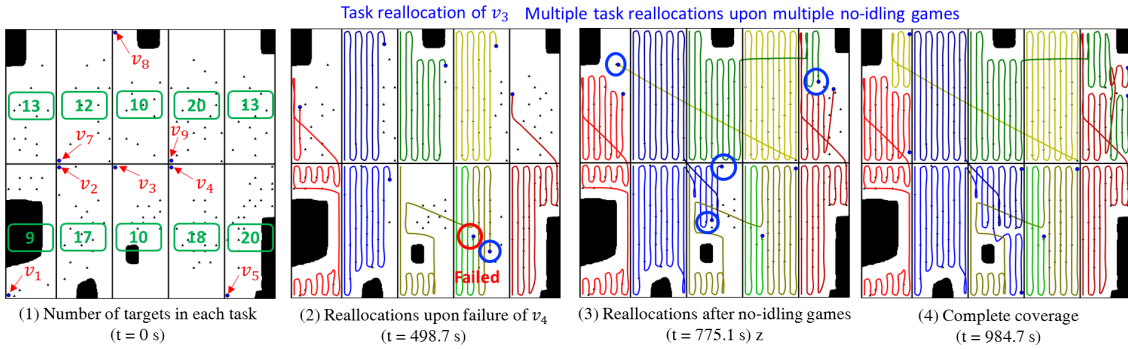 Task reallocation of v₃ Multiple task reallocations upon multiple no-idling games
v₈
13 12 10 20 13
v₇ v₉
v₂ v₃ v₄
9 17 10 18 20
v₁ v₅
Failed
(1) Number of targets in each task
(t = 0 s)
(2) Reallocations upon failure of v₄
(t = 498.7 s)
(3) Reallocations after no-idling games
(t = 775.1 s) z
(4) Complete coverage
(t = 984.7 s)